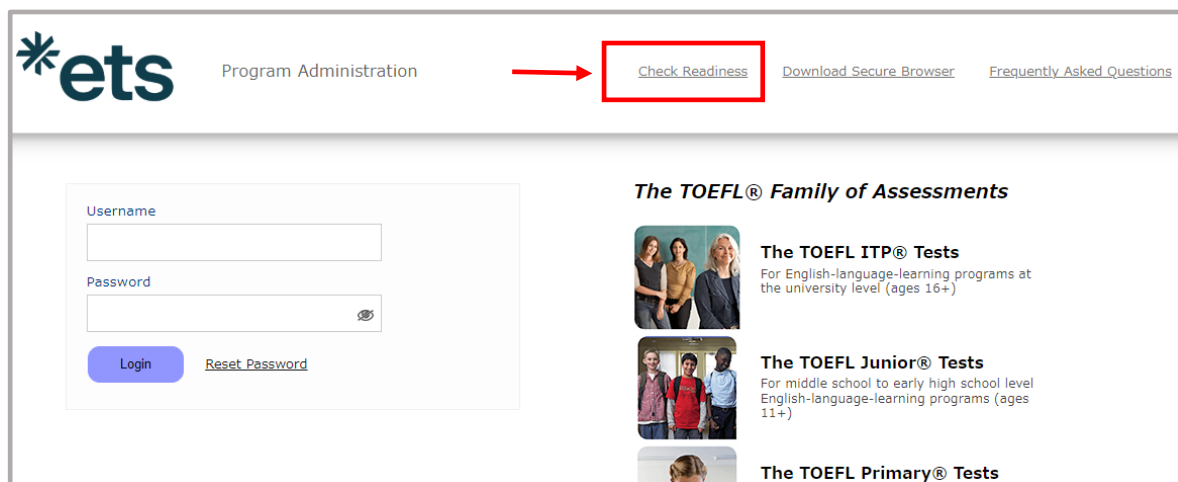 *ets
Program Administration
Check Readiness
Download Secure Browser
Frequently Asked Questions
Username
Password
Login
Reset Password
The TOEFL® Family of Assessments
The TOEFL ITP® Tests
For English-language-learning programs at
the university level (ages 16+)
The TOEFL Junior® Tests
For middle school to early high school level
English-language-learning programs (ages
11+)
The TOEFL Primary® Tests